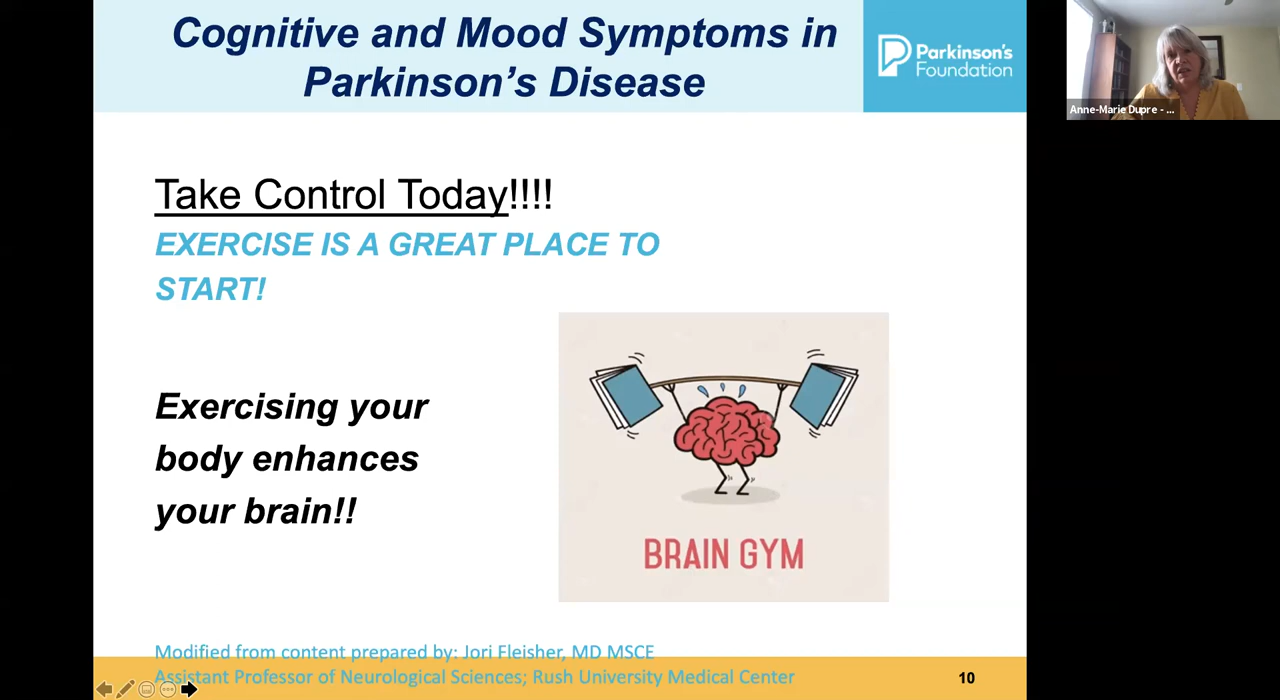 Cognitive and Mood Symptoms in
Parkinson's Disease
Parkinson's
Foundation
Anne-Marie Dupre - ...
Take Control Today!!!!
EXERCISE IS A GREAT PLACE TO
START!
Exercising your
body enhances
your brain!!
BRAIN GYM
Modified from content prepared by: Jori Fleisher, MD MSCE
Assistant Professor of Neurological Sciences; Rush University Medical Center
10